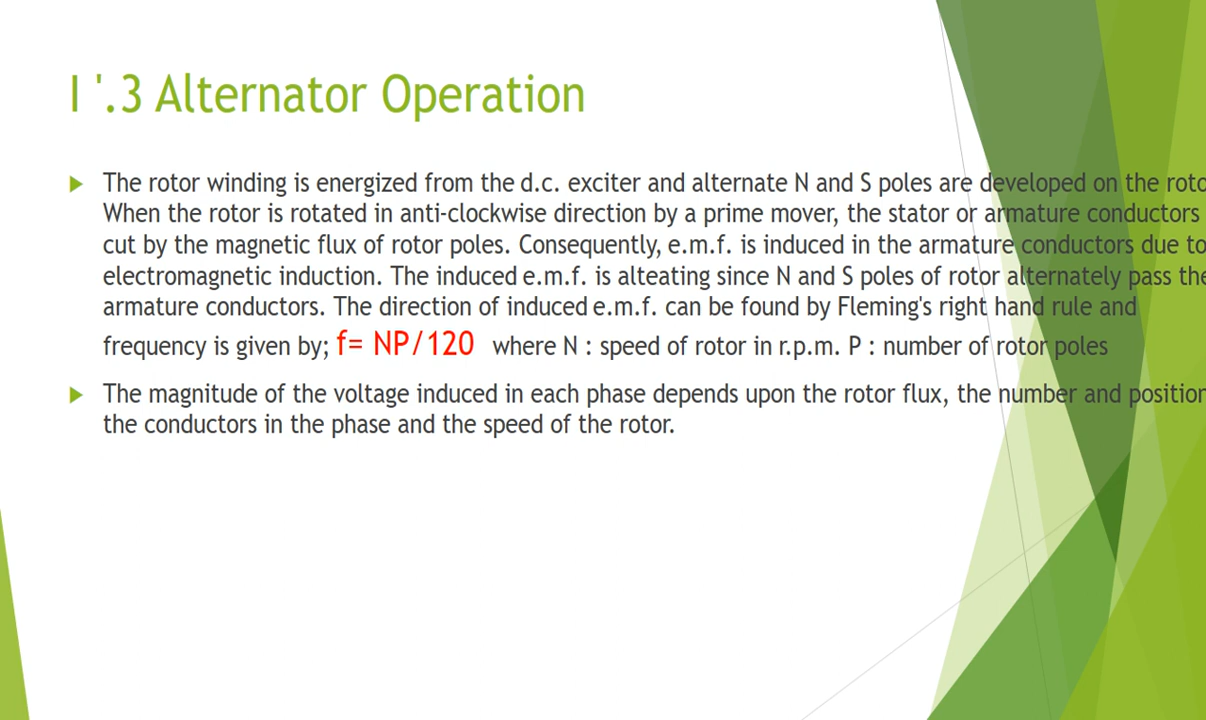 I '.3 Alternator Operation
The rotor winding is energized from the d.c. exciter and alternate N and S poles are developed on the roto
When the rotor is rotated in anti-clockwise direction by a prime mover, the stator or armature conductors
cut by the magnetic flux of rotor poles. Consequently, e.m.f. is induced in the armature conductors due to
electromagnetic induction. The induced e.m.f. is alteating since N and S poles of rotor alternately pass the
armature conductors. The direction of induced e.m.f. can be found by Fleming's right hand rule and
frequency is given by; f= NP/120 where N : speed of rotor in r.p.m. P : number of rotor poles
The magnitude of the voltage induced in each phase depends upon the rotor flux, the number and position
the conductors in the phase and the speed of the rotor.